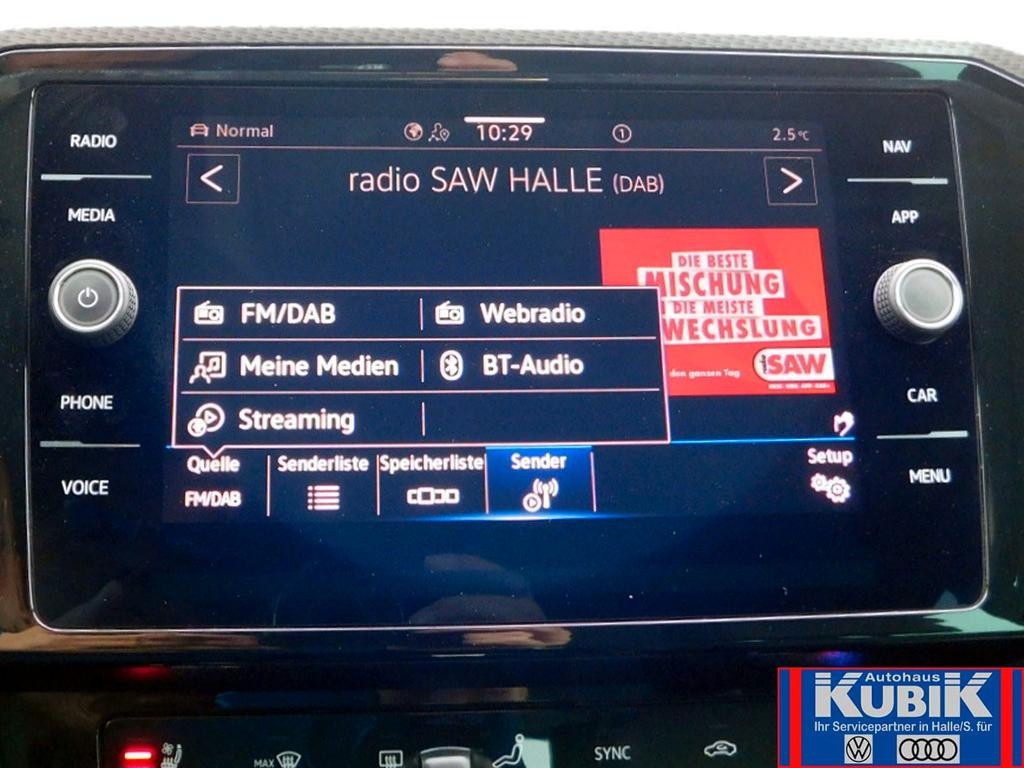 RADIO
MEDIA
PHONE
VOICE
Normal
10:29
1
2.5°C
<
radio SAW HALLE (DAB)
>
DIE BESTE
MISCHUNG
DIE MEISTE
WECHSLUNG
den ganzen Tag
SAW
FM/DAB
Webradio
Meine Medien
BT-Audio
Streaming
Quelle
FM/DAB
Senderliste
Speicherliste
Sender
Setup
NAV
APP
CAR
MENU
MAX
SYNC
Autohaus
KUBIK
Ihr Servicepartner in Halle/S. für